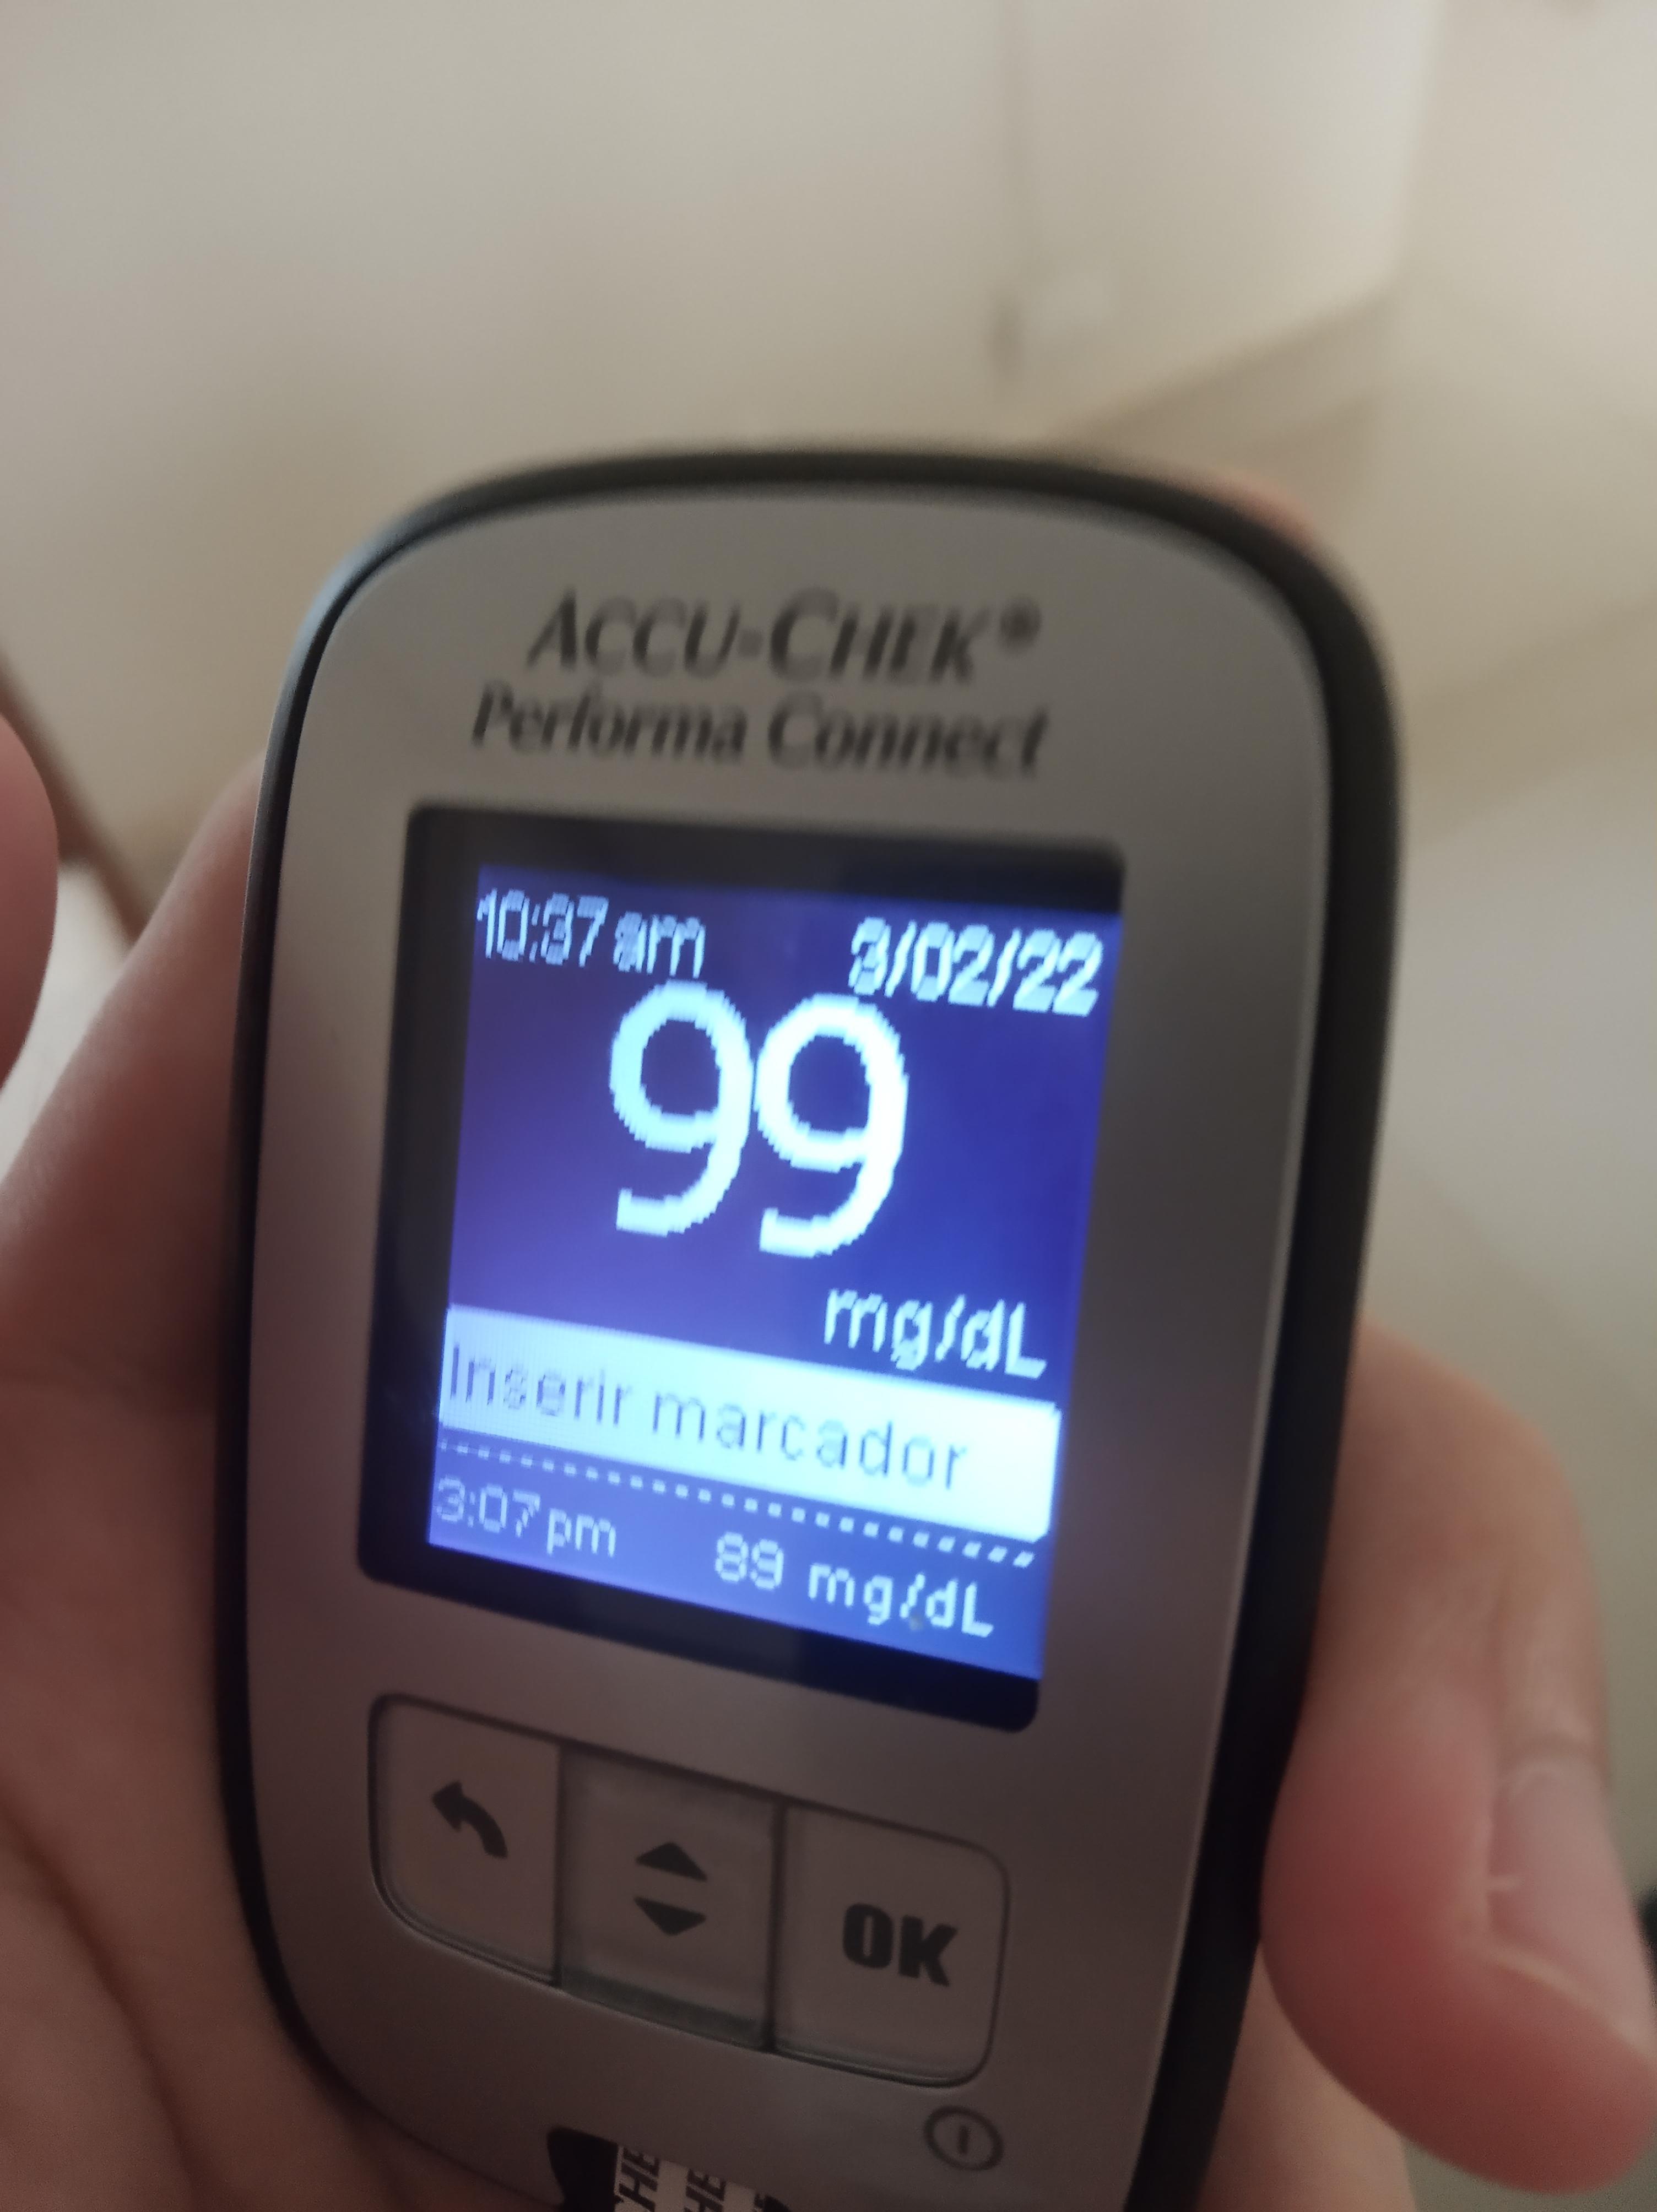 ACCU-CHEK®
Performa Connect
10:37 am 3/02/22
99
mg/dL
Inserir marcador
3:07 pm 89 mg/dL
OK